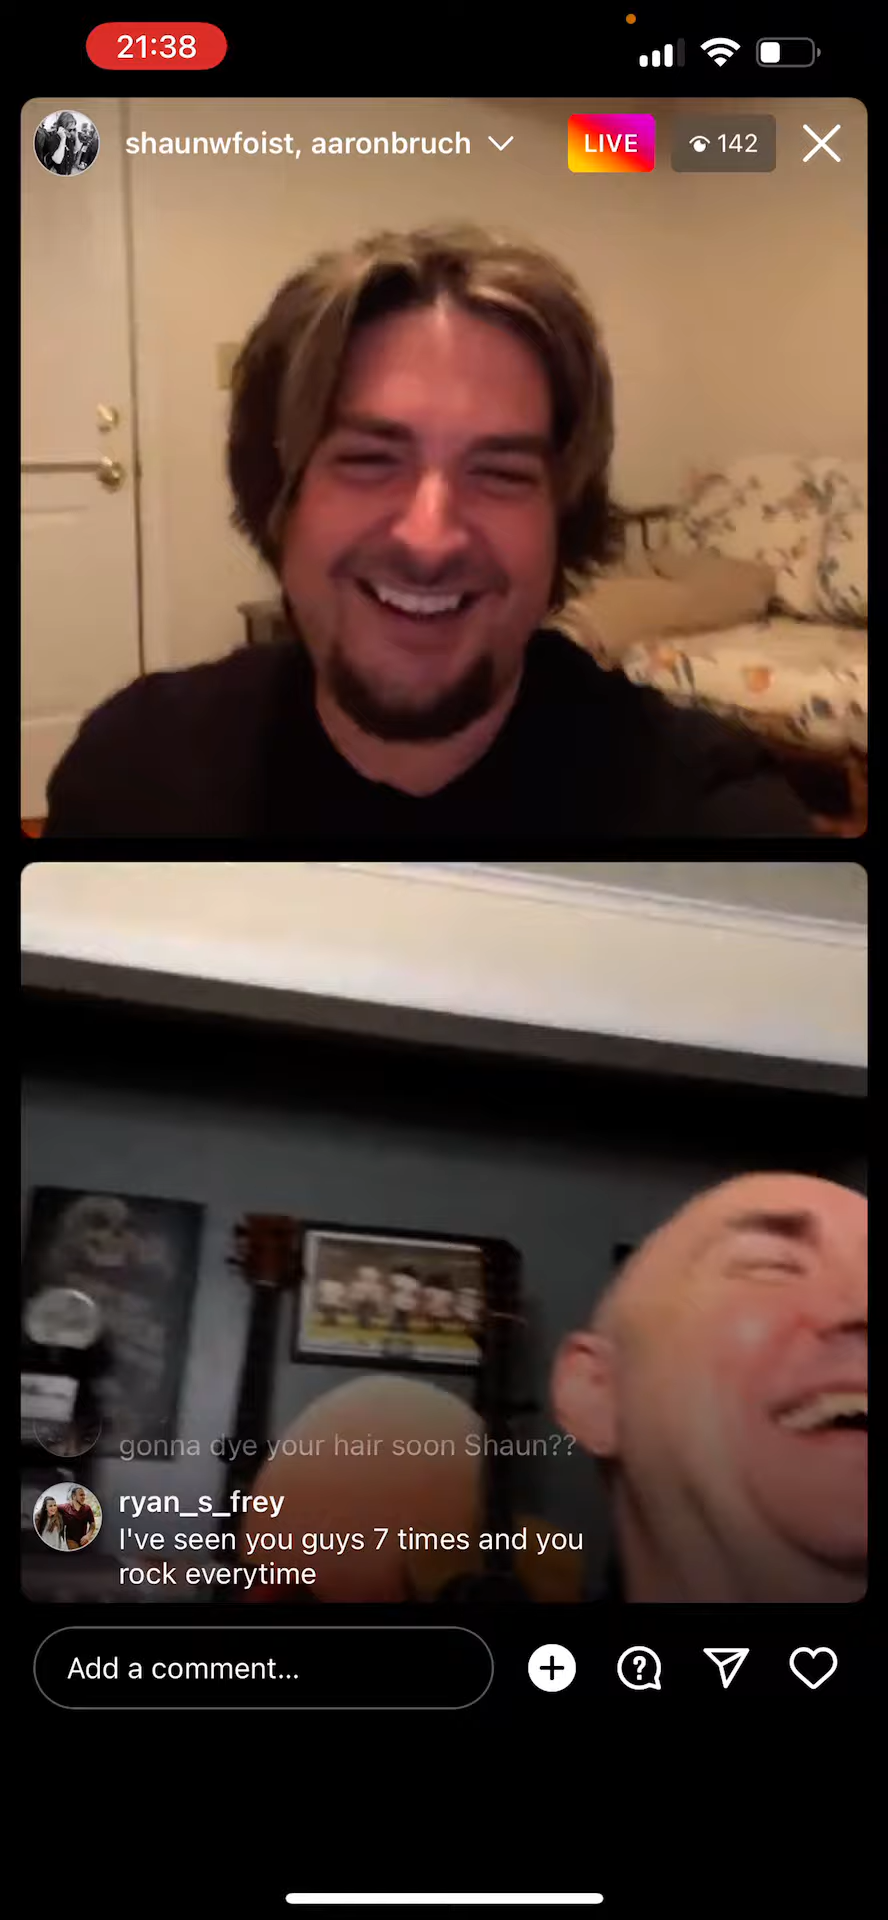 21:38
shaunwfoist, aaronbruch
LIVE
142
gonna dye your hair soon Shaun??
ryan_s_frey
I've seen you guys 7 times and you
rock everytime
Add a comment...